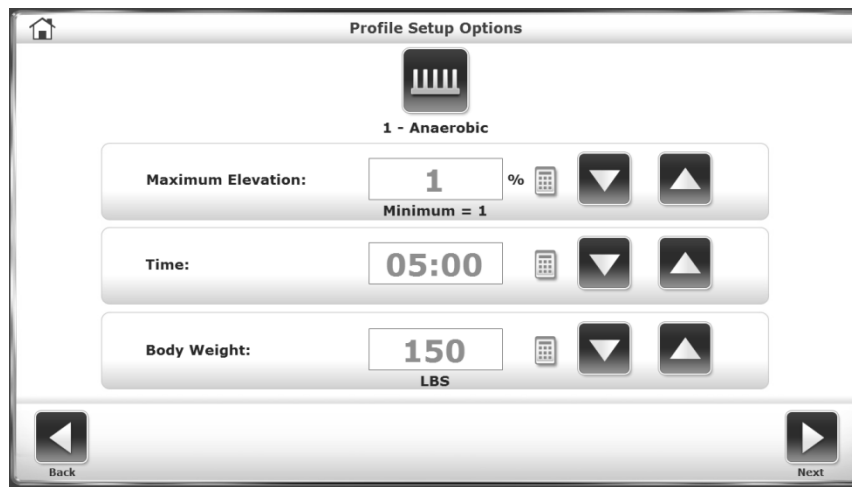 Profile Setup Options
1 - Anaerobic
Maximum Elevation: 1 %
Minimum = 1
Time: 05:00
Body Weight: 150
LBS
Back Next